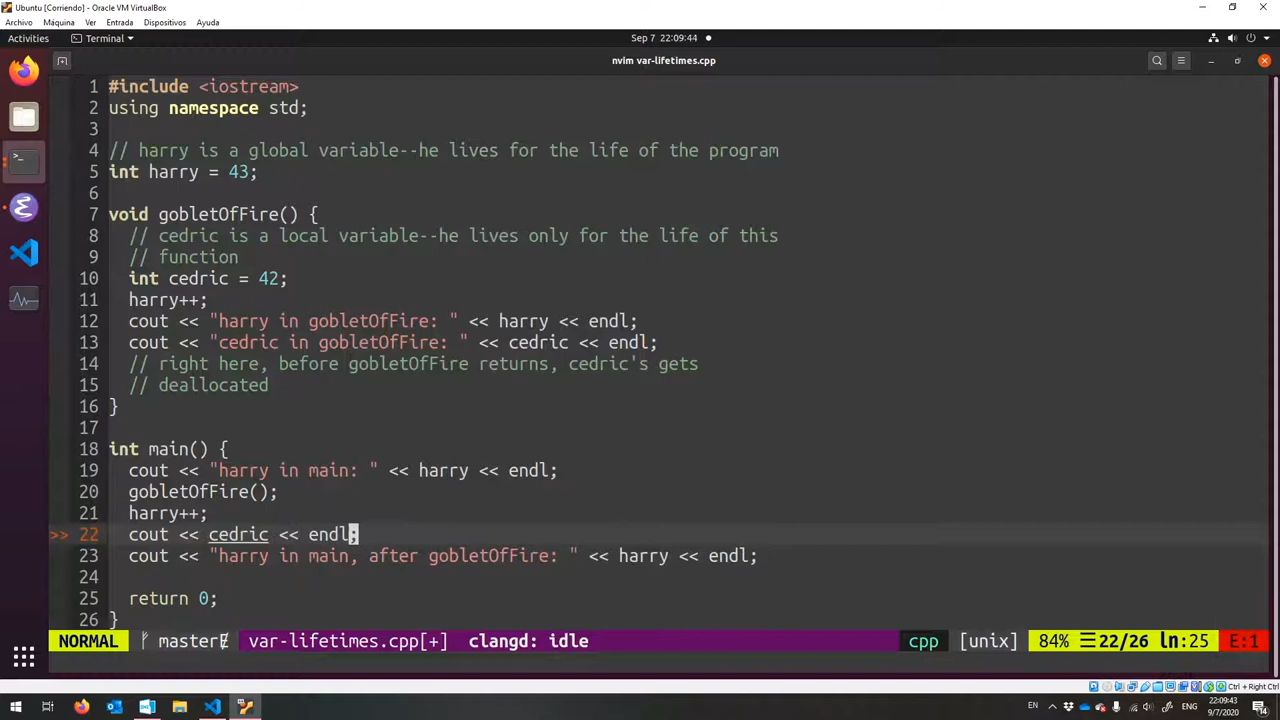 Ubuntu [Corriendo] - Oracle VM VirtualBox
Archivo Máquina Ver Entrada Dispositivos Ayuda
Activities Terminal Sep 7 22:09:44
nvim var-lifetimes.cpp
1 #include <iostream>
2 using namespace std;
3
4 // harry is a global variable--he lives for the life of the program
5 int harry = 43;
6
7 void gobletOfFire() {
8 // cedric is a local variable--he lives only for the life of this
9 // function
10 int cedric = 42;
11 harry++;
12 cout << "harry in gobletOfFire: " << harry << endl;
13 cout << "cedric in gobletOfFire: " << cedric << endl;
14 // right here, before gobletOfFire returns, cedric's gets
15 // deallocated
16 }
17
18 int main() {
19 cout << "harry in main: " << harry << endl;
20 gobletOfFire();
21 harry++;
>> 22 cout << cedric << endl;
23 cout << "harry in main, after gobletOfFire: " << harry << endl;
24
25 return 0;
26 }
NORMAL master var-lifetimes.cpp[+] clangd: idle cpp [unix] 84% ☰22/26 ln:25 E:1
Ctrl + Right Ctrl
EN ENG 22:09:43
9/7/2020 14